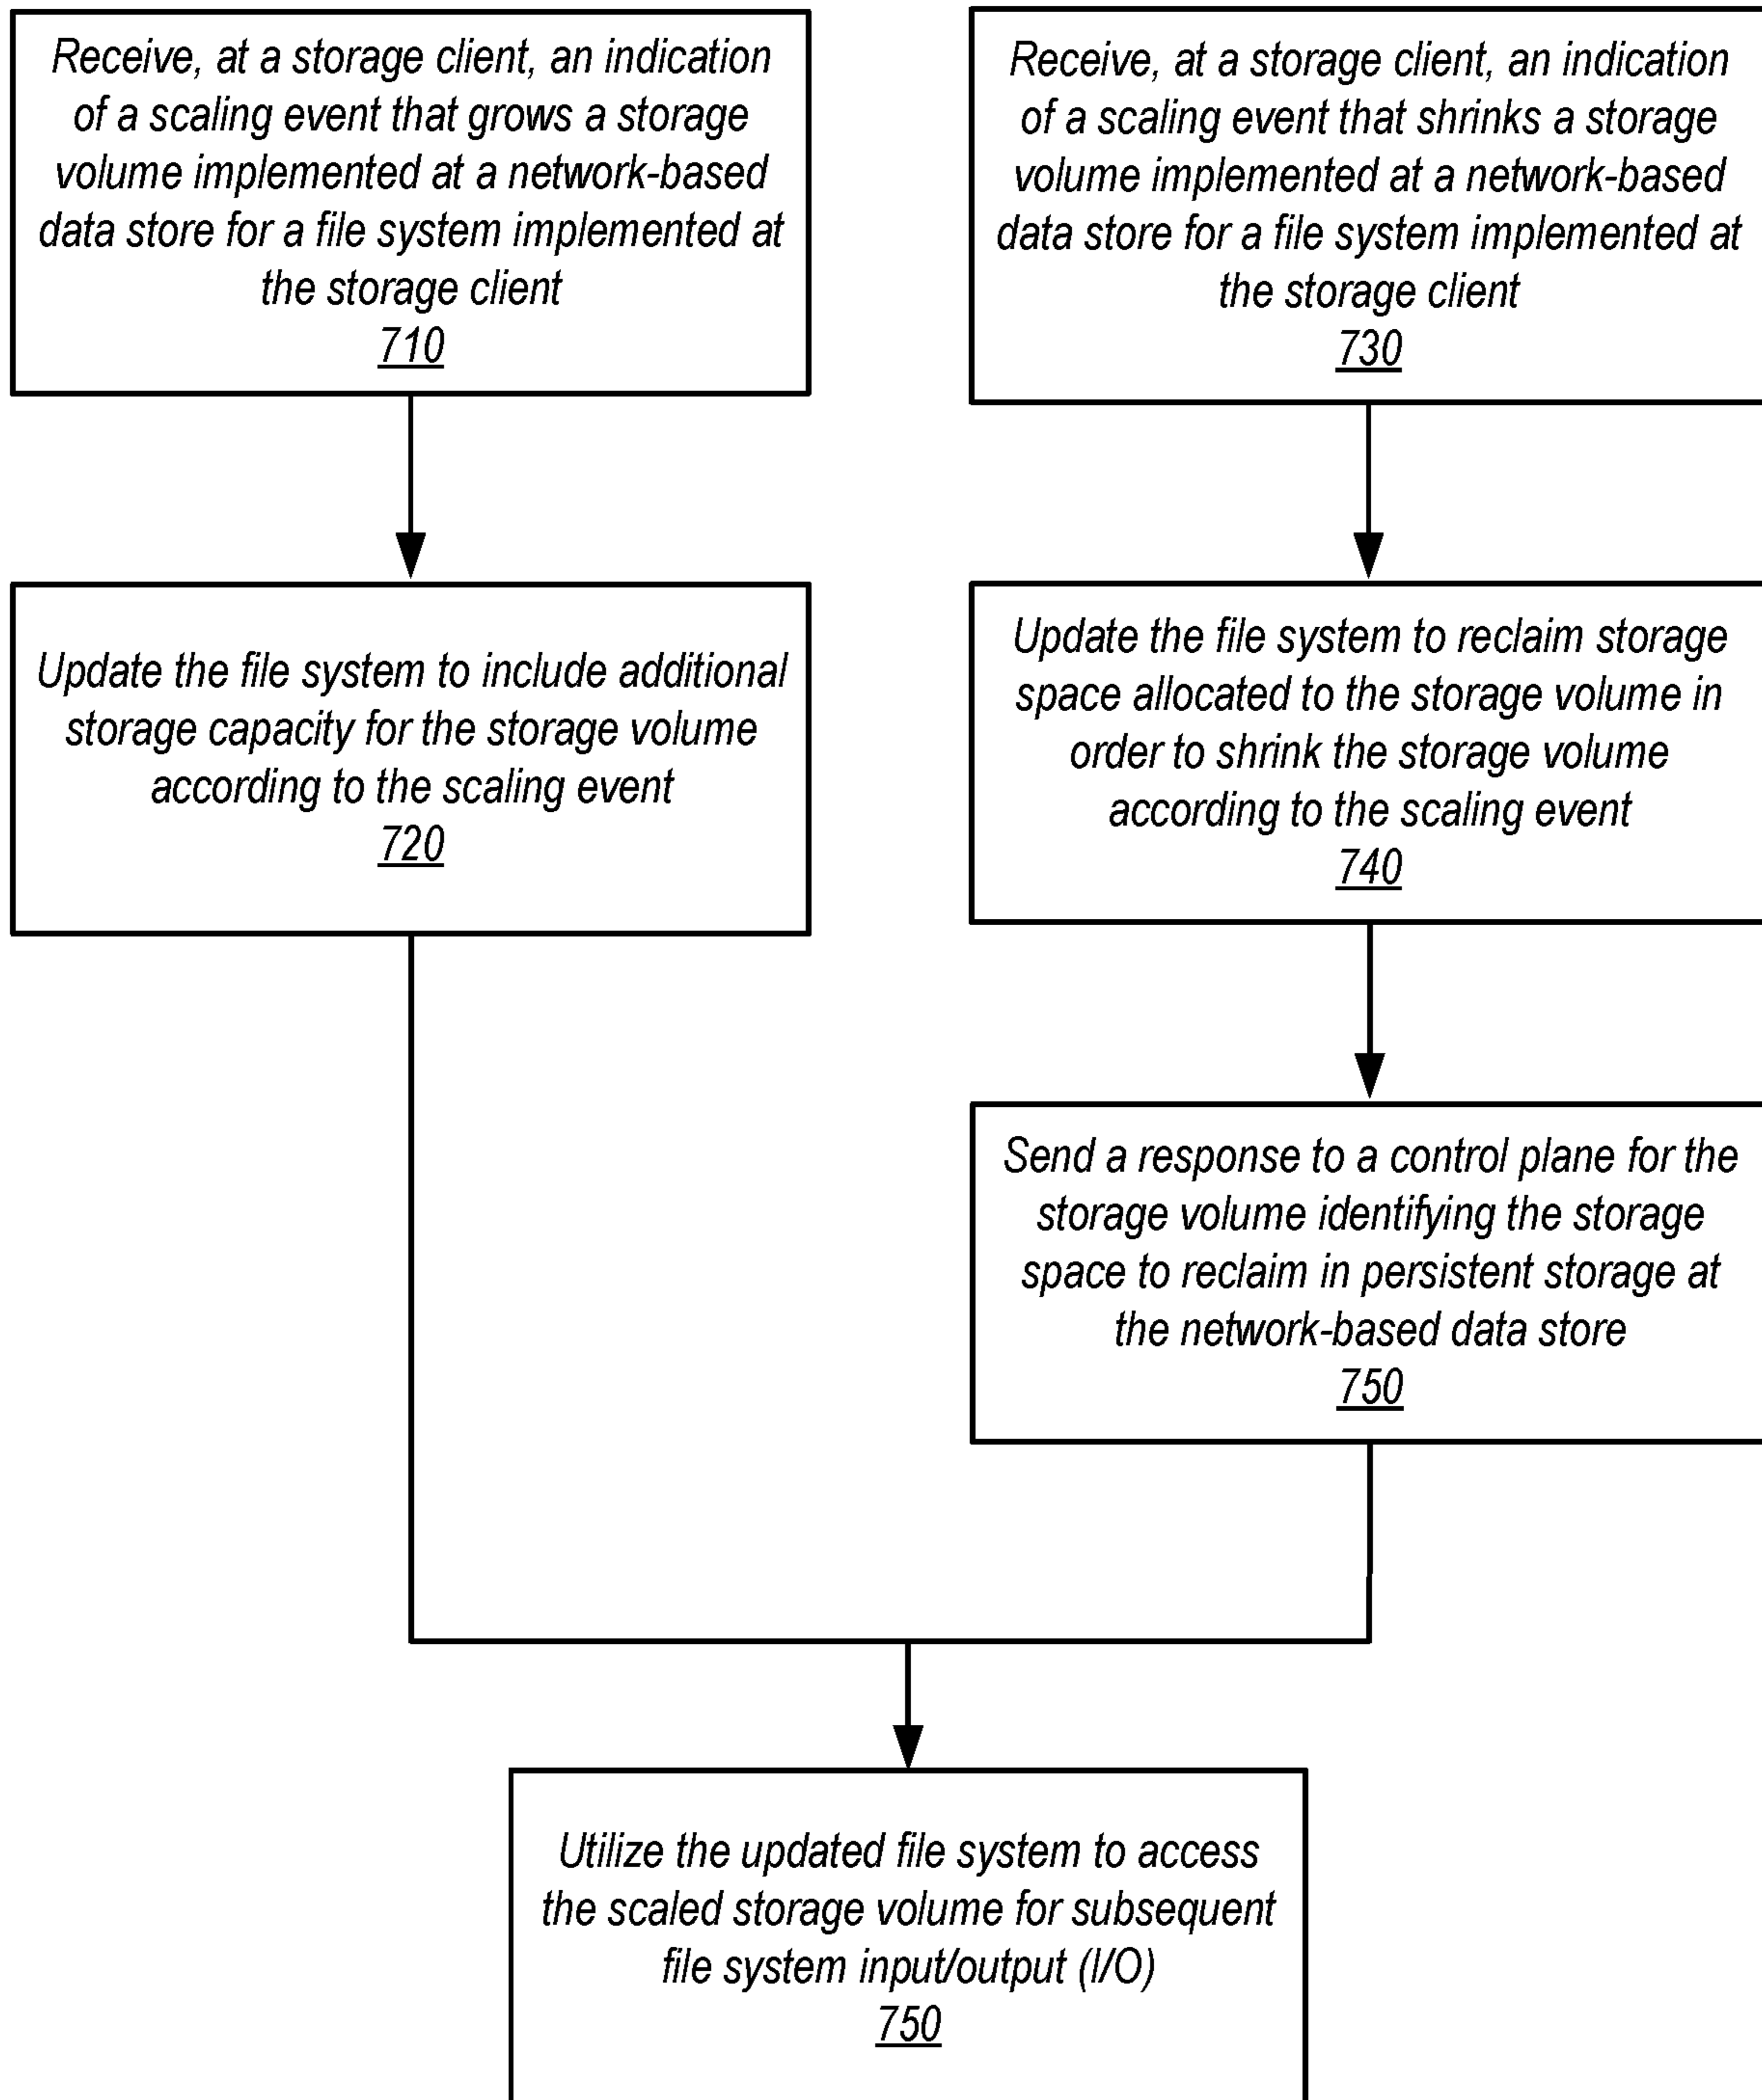 Receive, at a storage client, an indication
of a scaling event that grows a storage
volume implemented at a network-based
data store for a file system implemented at
the storage client
710
Receive, at a storage client, an indication
of a scaling event that shrinks a storage
volume implemented at a network-based
data store for a file system implemented at
the storage client
730
Update the file system to include additional
storage capacity for the storage volume
according to the scaling event
720
Update the file system to reclaim storage
space allocated to the storage volume in
order to shrink the storage volume
according to the scaling event
740
Send a response to a control plane for the
storage volume identifying the storage
space to reclaim in persistent storage at
the network-based data store
750
Utilize the updated file system to access
the scaled storage volume for subsequent
file system input/output (I/O)
750